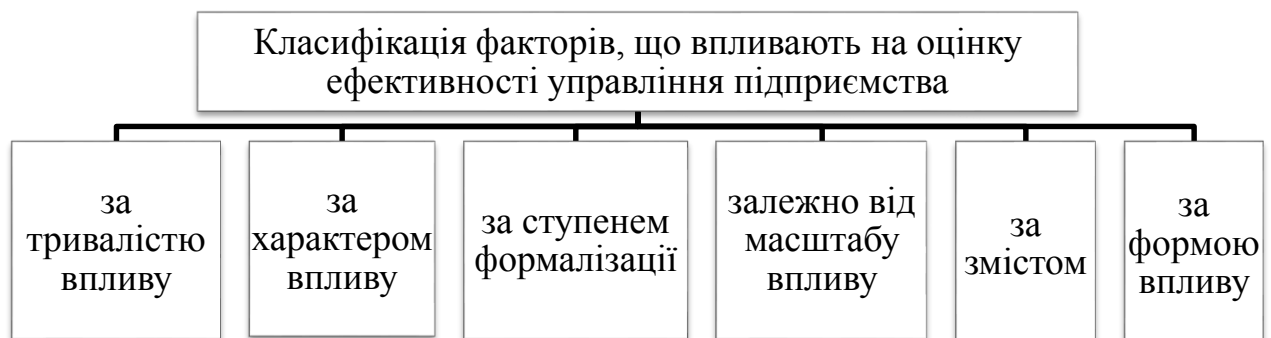 Класифікація факторів, що впливають на оцінку
ефективності управління підприємства
за
тривалістю
впливу
за
характером
впливу
за ступенем
формалізації
залежно від
масштабу
впливу
за
змістом
за
формою
впливу